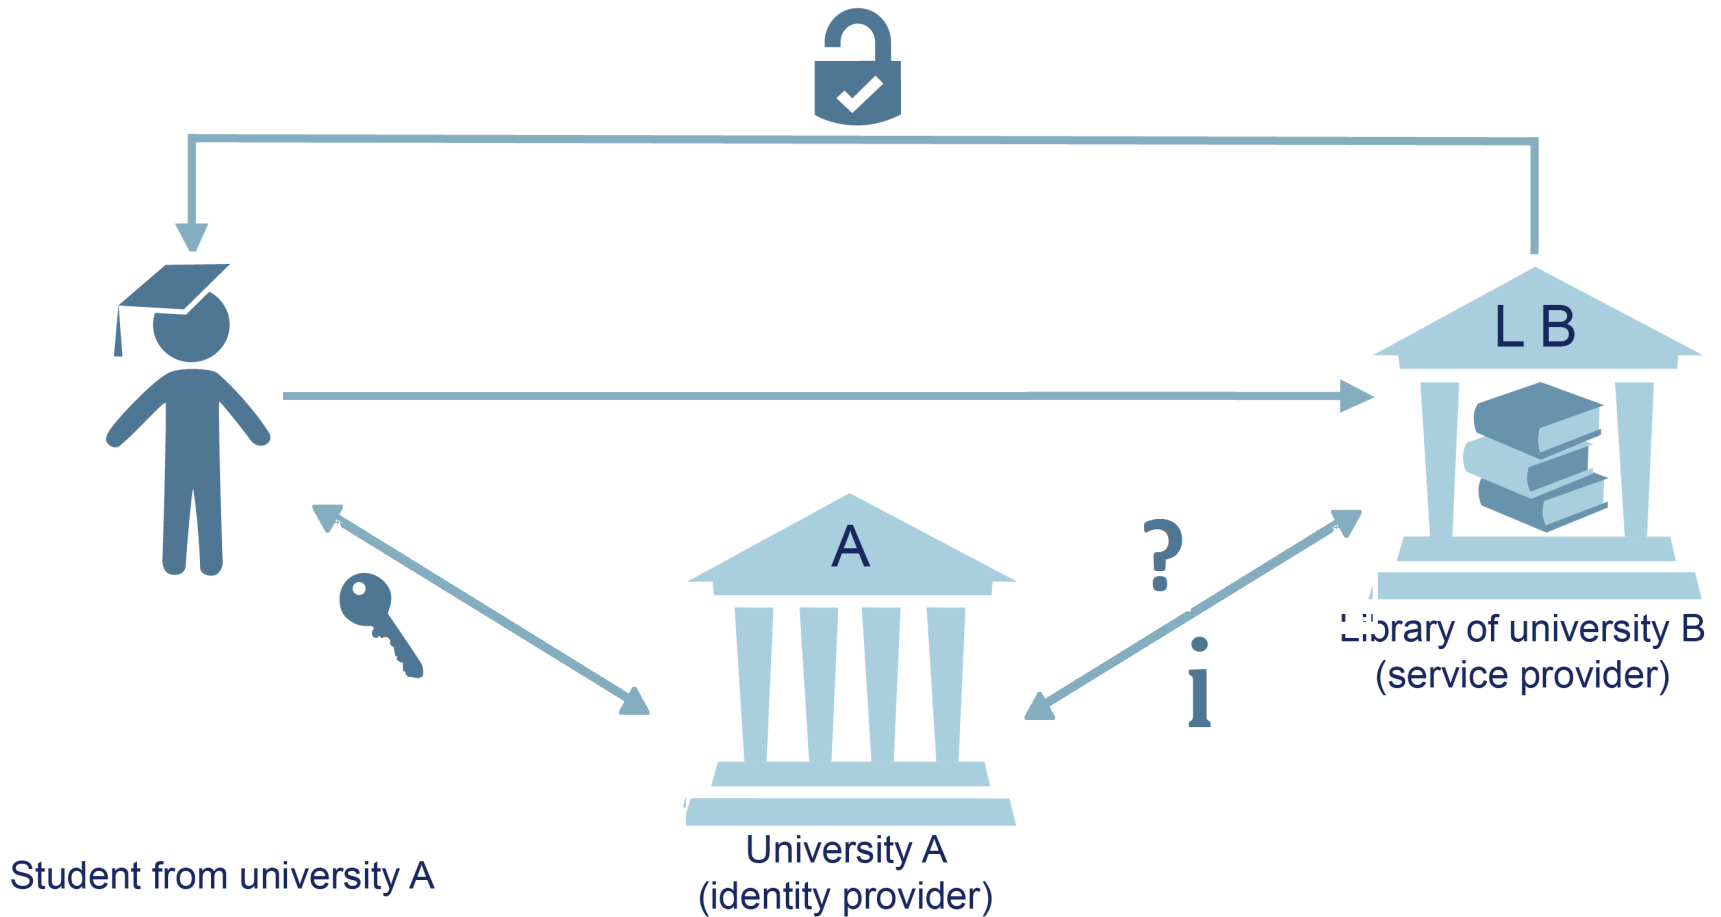 L B
A
?
i
Library of university B
(service provider)
University A
(identity provider)
Student from university A